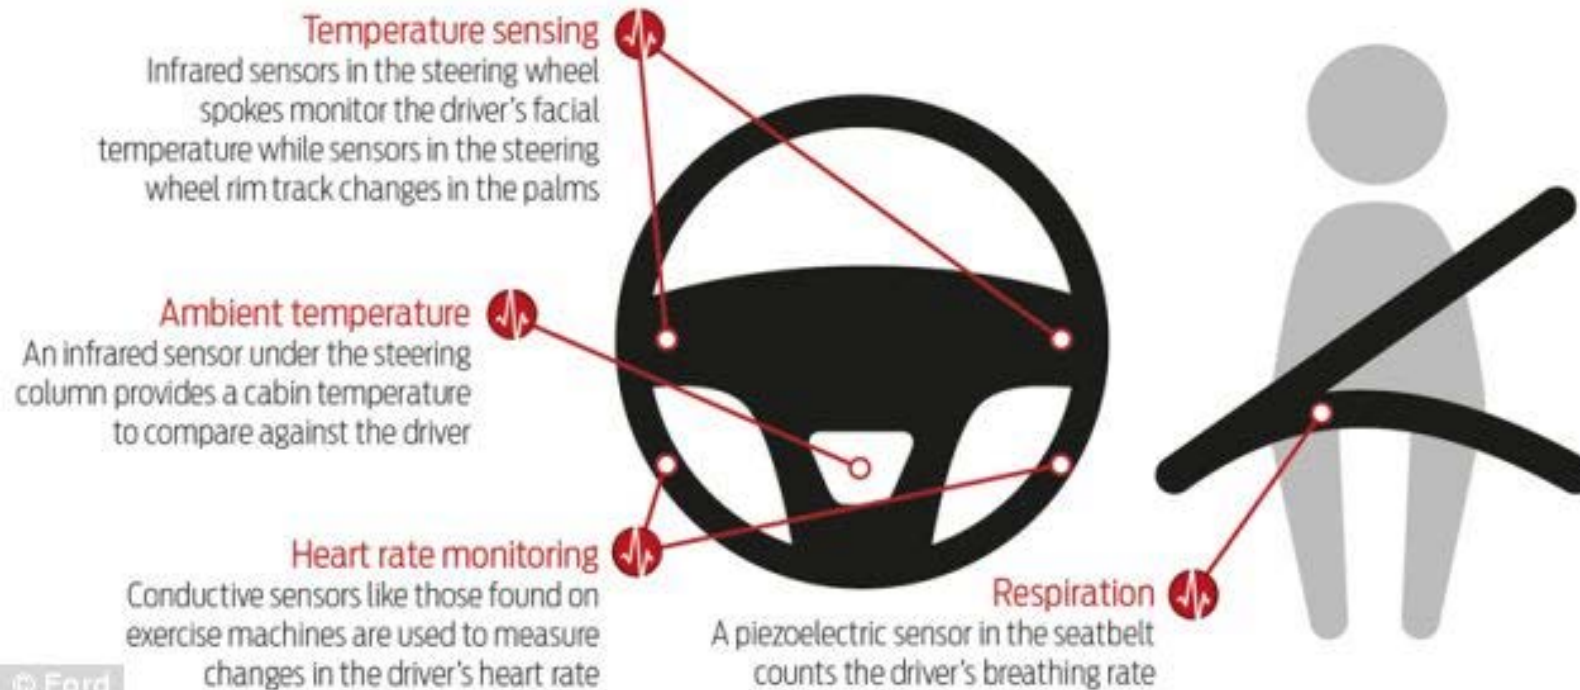 Temperature sensing
Infrared sensors in the steering wheel
spokes monitor the driver's facial
temperature while sensors in the steering
wheel rim track changes in the palms
Ambient temperature
An infrared sensor under the steering
column provides a cabin temperature
to compare against the driver
Heart rate monitoring
Conductive sensors like those found on
exercise machines are used to measure
changes in the driver's heart rate
Respiration
A piezoelectric sensor in the seatbelt
counts the driver's breathing rate
© Ford